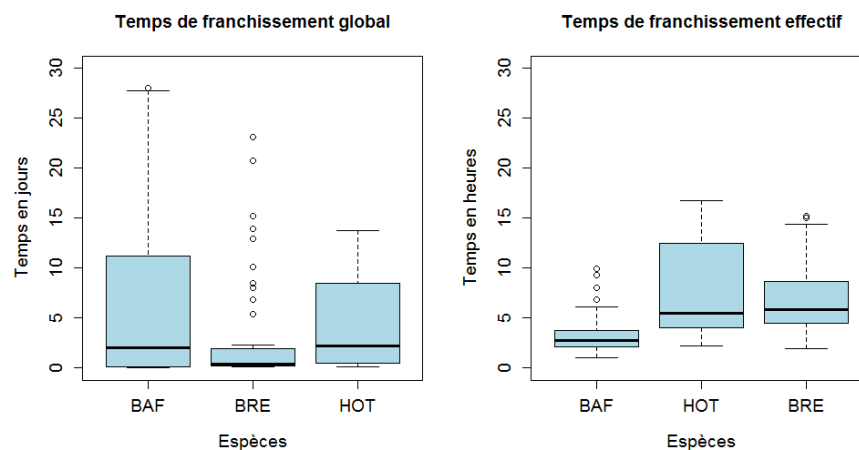 Temps de franchissement global
Temps en jours
30
25
20
15
10
5
0
BAF BRE HOT
Espèces
Temps de franchissement effectif
Temps en heures
30
25
20
15
10
5
0
BAF HOT BRE
Espèces